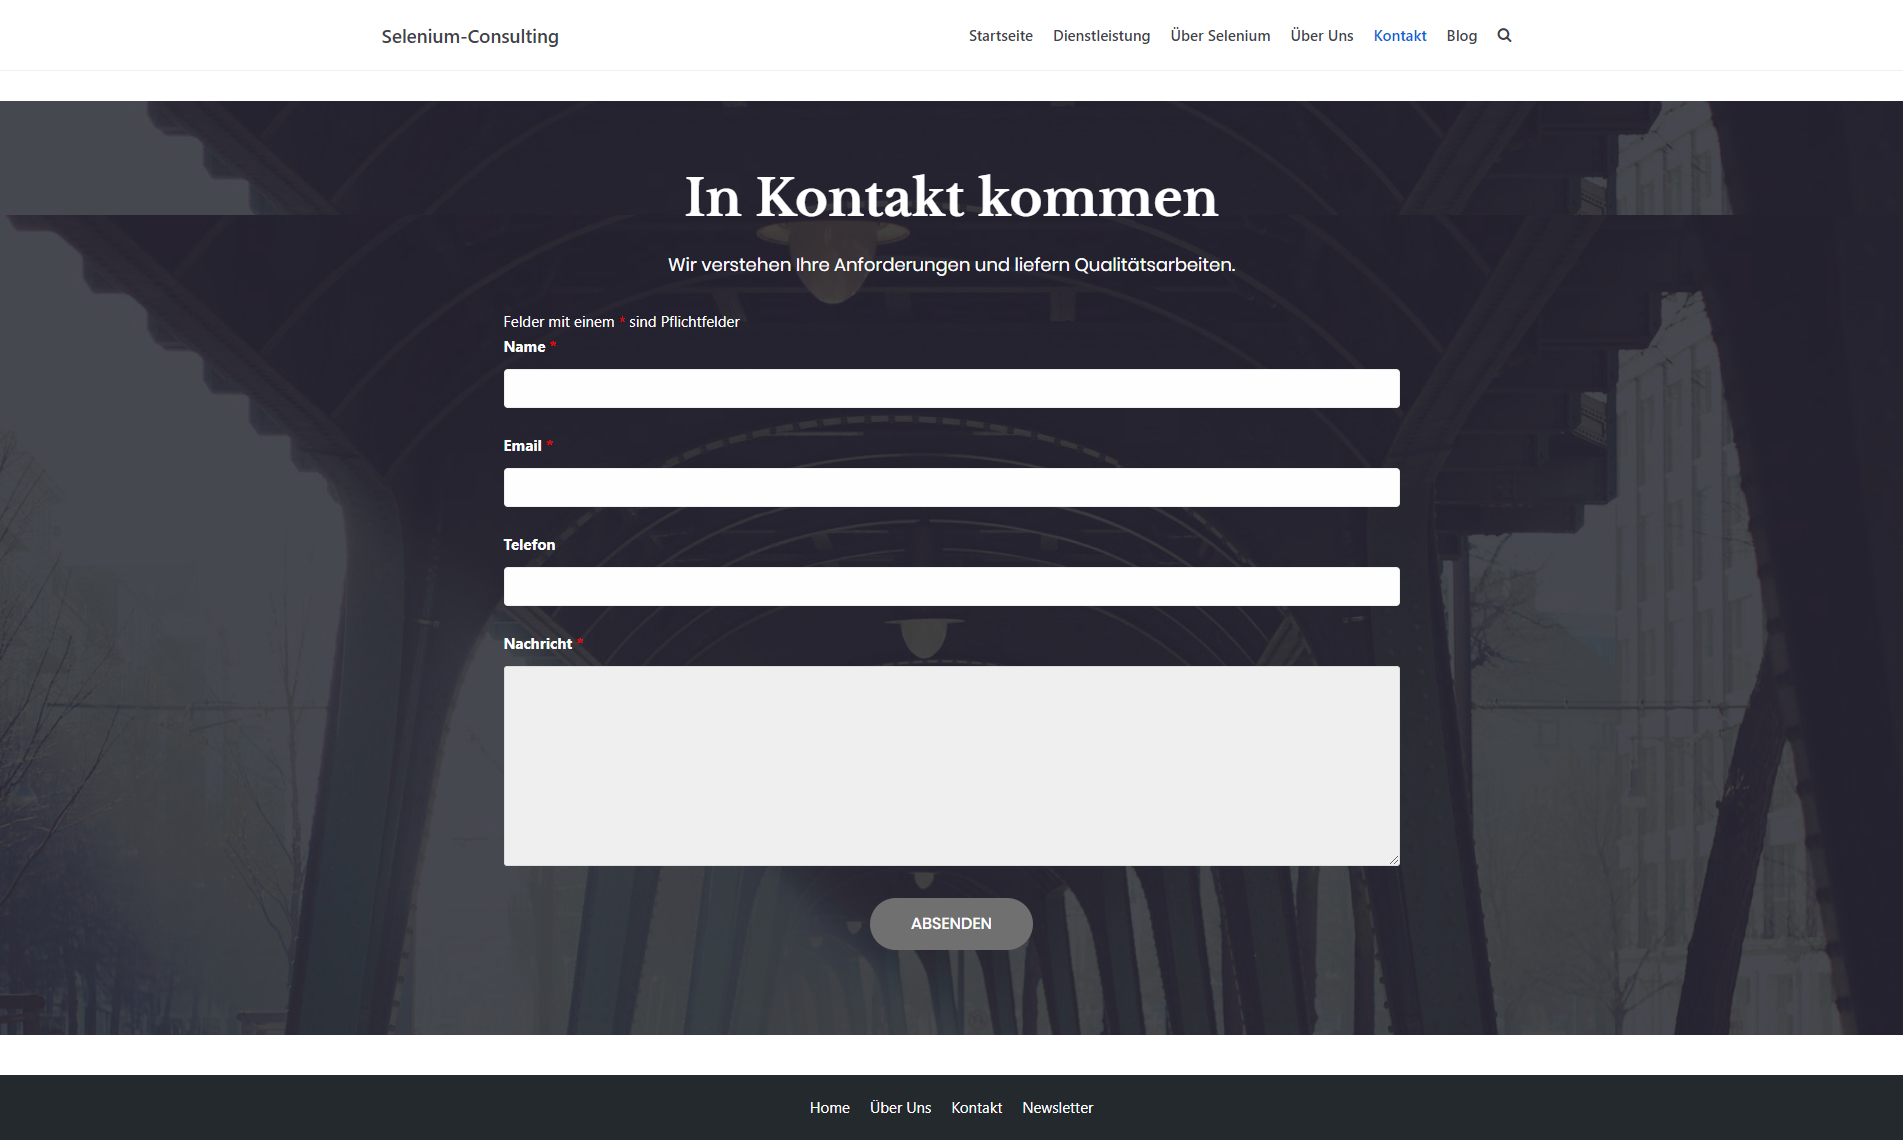 Selenium-Consulting
Startseite Dienstleistung Über Selenium Über Uns Kontakt Blog
In Kontakt kommen
Wir verstehen Ihre Anforderungen und liefern Qualitätsarbeiten.
Felder mit einem * sind Pflichtfelder
Name *
Email *
Telefon
Nachricht *
ABSENDEN
Home Über Uns Kontakt Newsletter